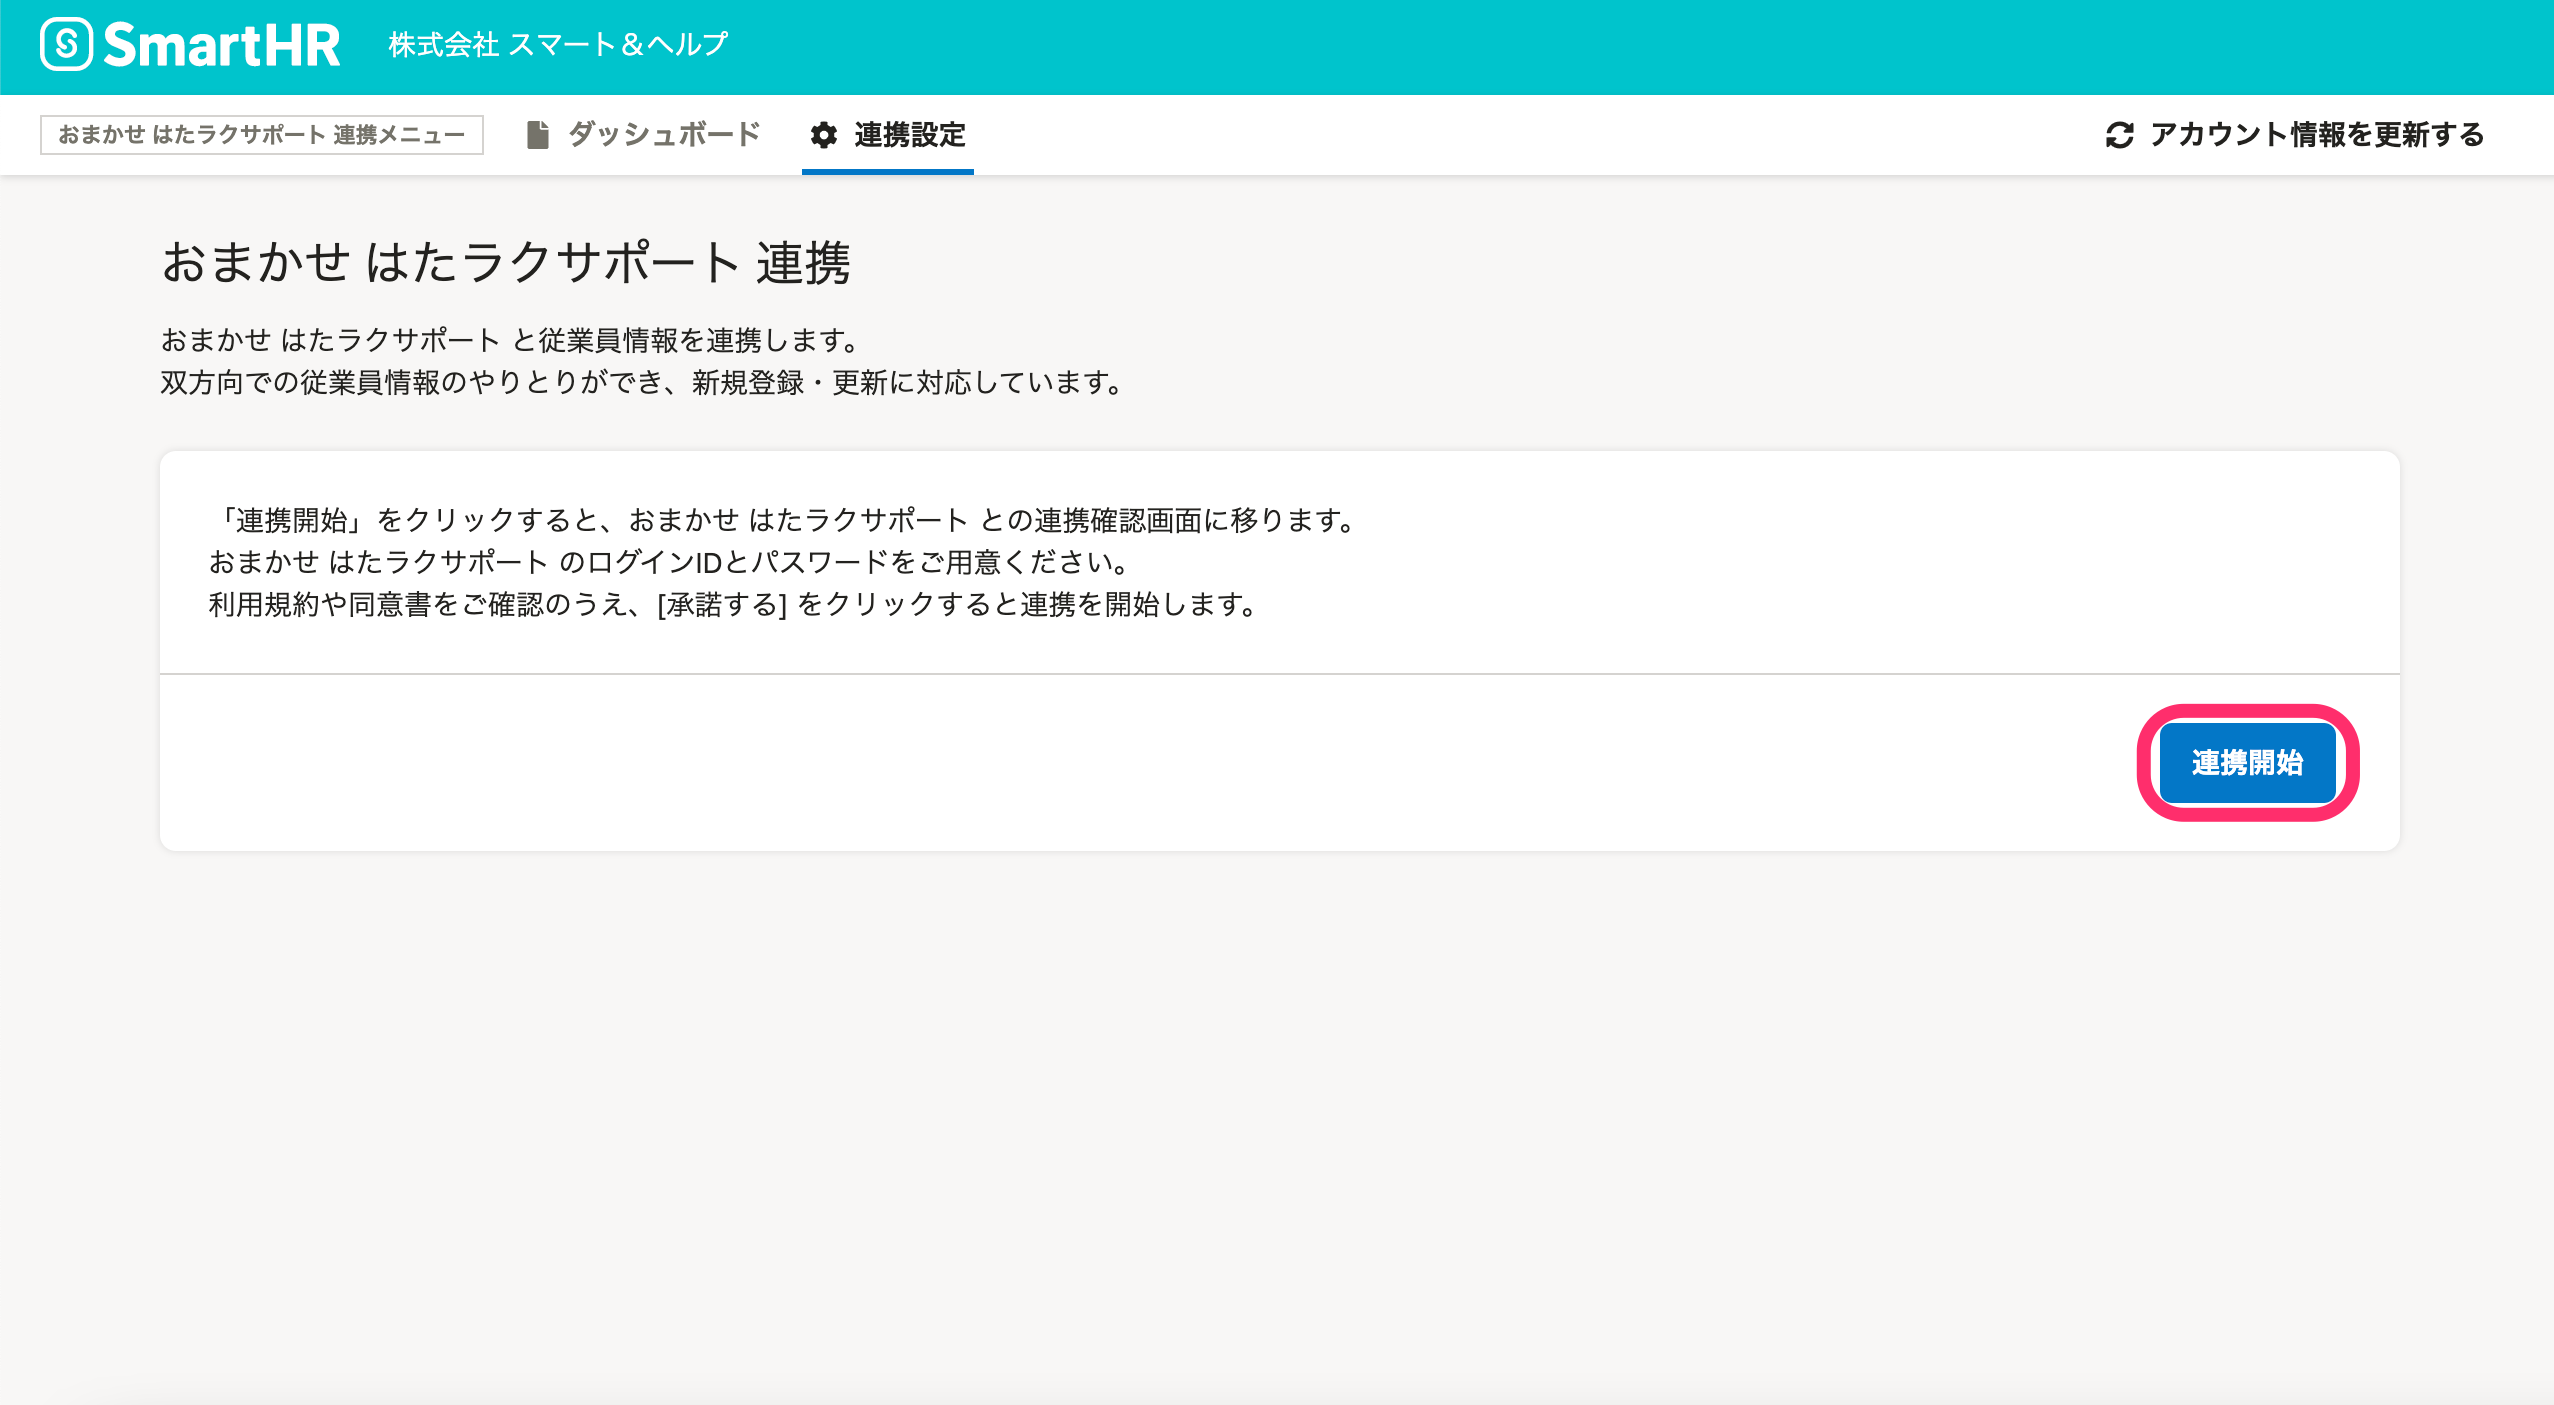 SmartHR 株式会社 スマート＆ヘルプ
おまかせ はたラクサポート 連携メニュー ダッシュボード 連携設定 アカウント情報を更新する
おまかせ はたラクサポート 連携
おまかせ はたラクサポート と従業員情報を連携します。
双方向での従業員情報のやりとりができ、新規登録・更新に対応しています。
「連携開始」をクリックすると、おまかせ はたラクサポート との連携確認画面に移ります。
おまかせ はたラクサポート のログインIDとパスワードをご用意ください。
利用規約や同意書をご確認のうえ、[承諾する] をクリックすると連携を開始します。
連携開始